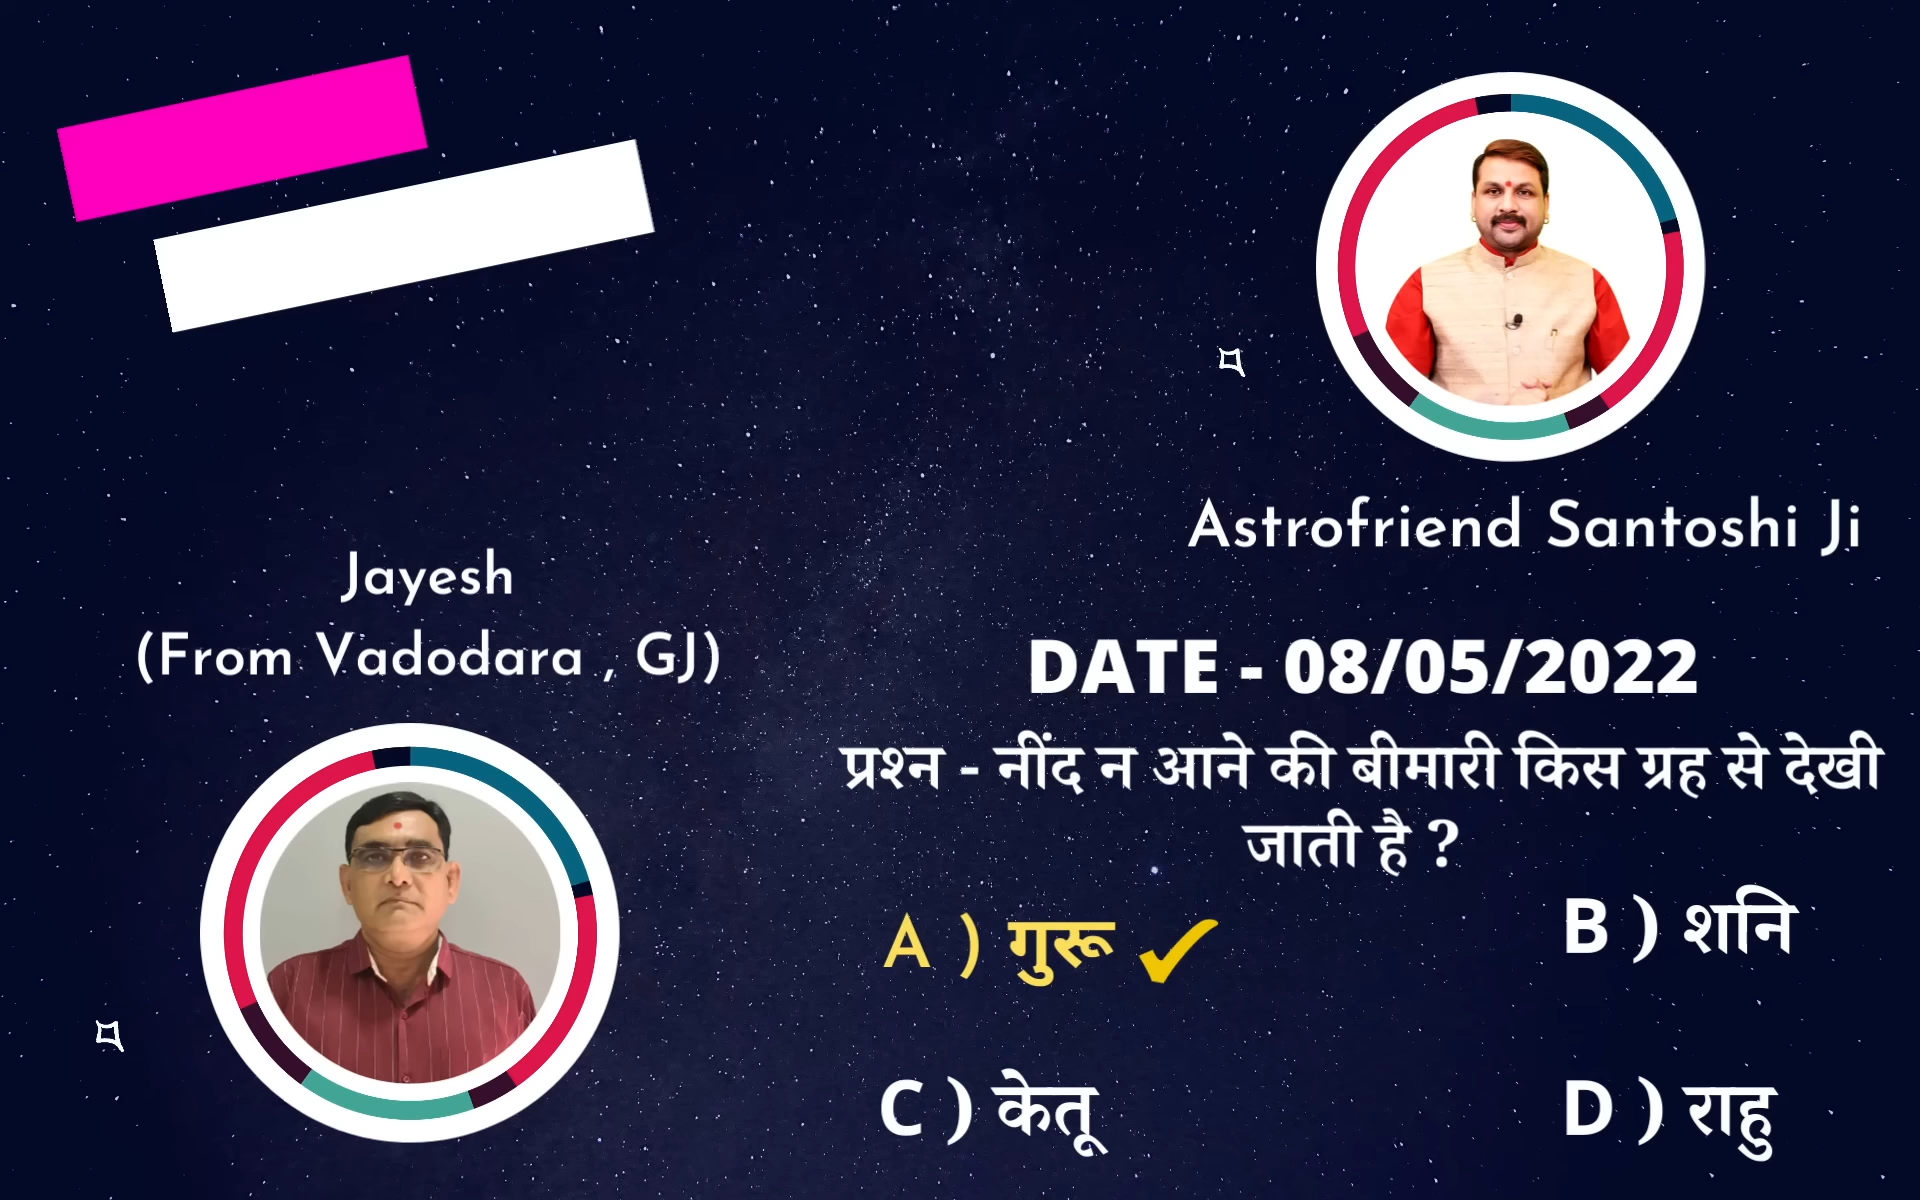 Astrofriend Santoshi Ji
Jayesh
(From Vadodara , GJ)
DATE - 08/05/2022
प्रश्न - नींद न आने की बीमारी किस ग्रह से देखी
जाती है ?
A ) गुरू ✓
B ) शनि
C ) केतू
D ) राहु